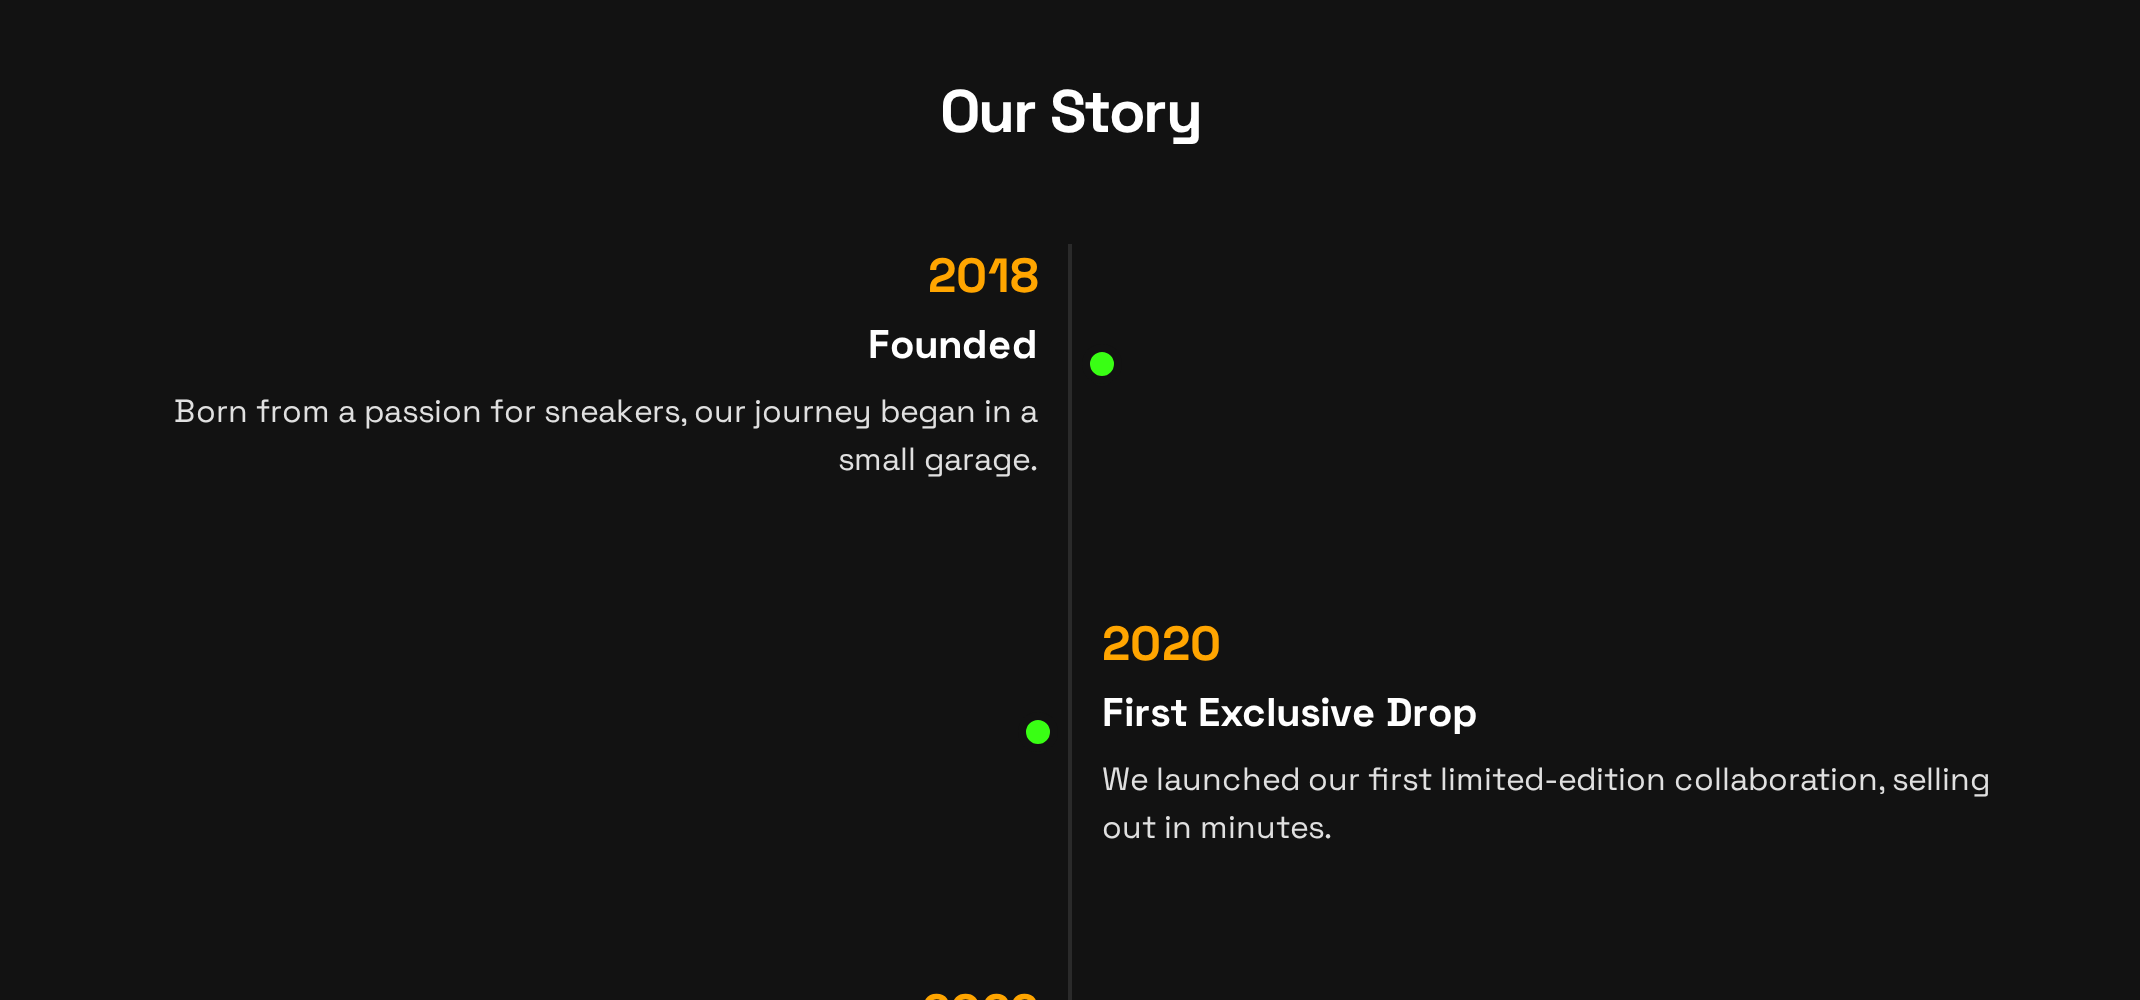 Our Story
2018
Founded
Born from a passion for sneakers, our journey began in a
small garage.
2020
First Exclusive Drop
We launched our first limited-edition collaboration, selling
out in minutes.